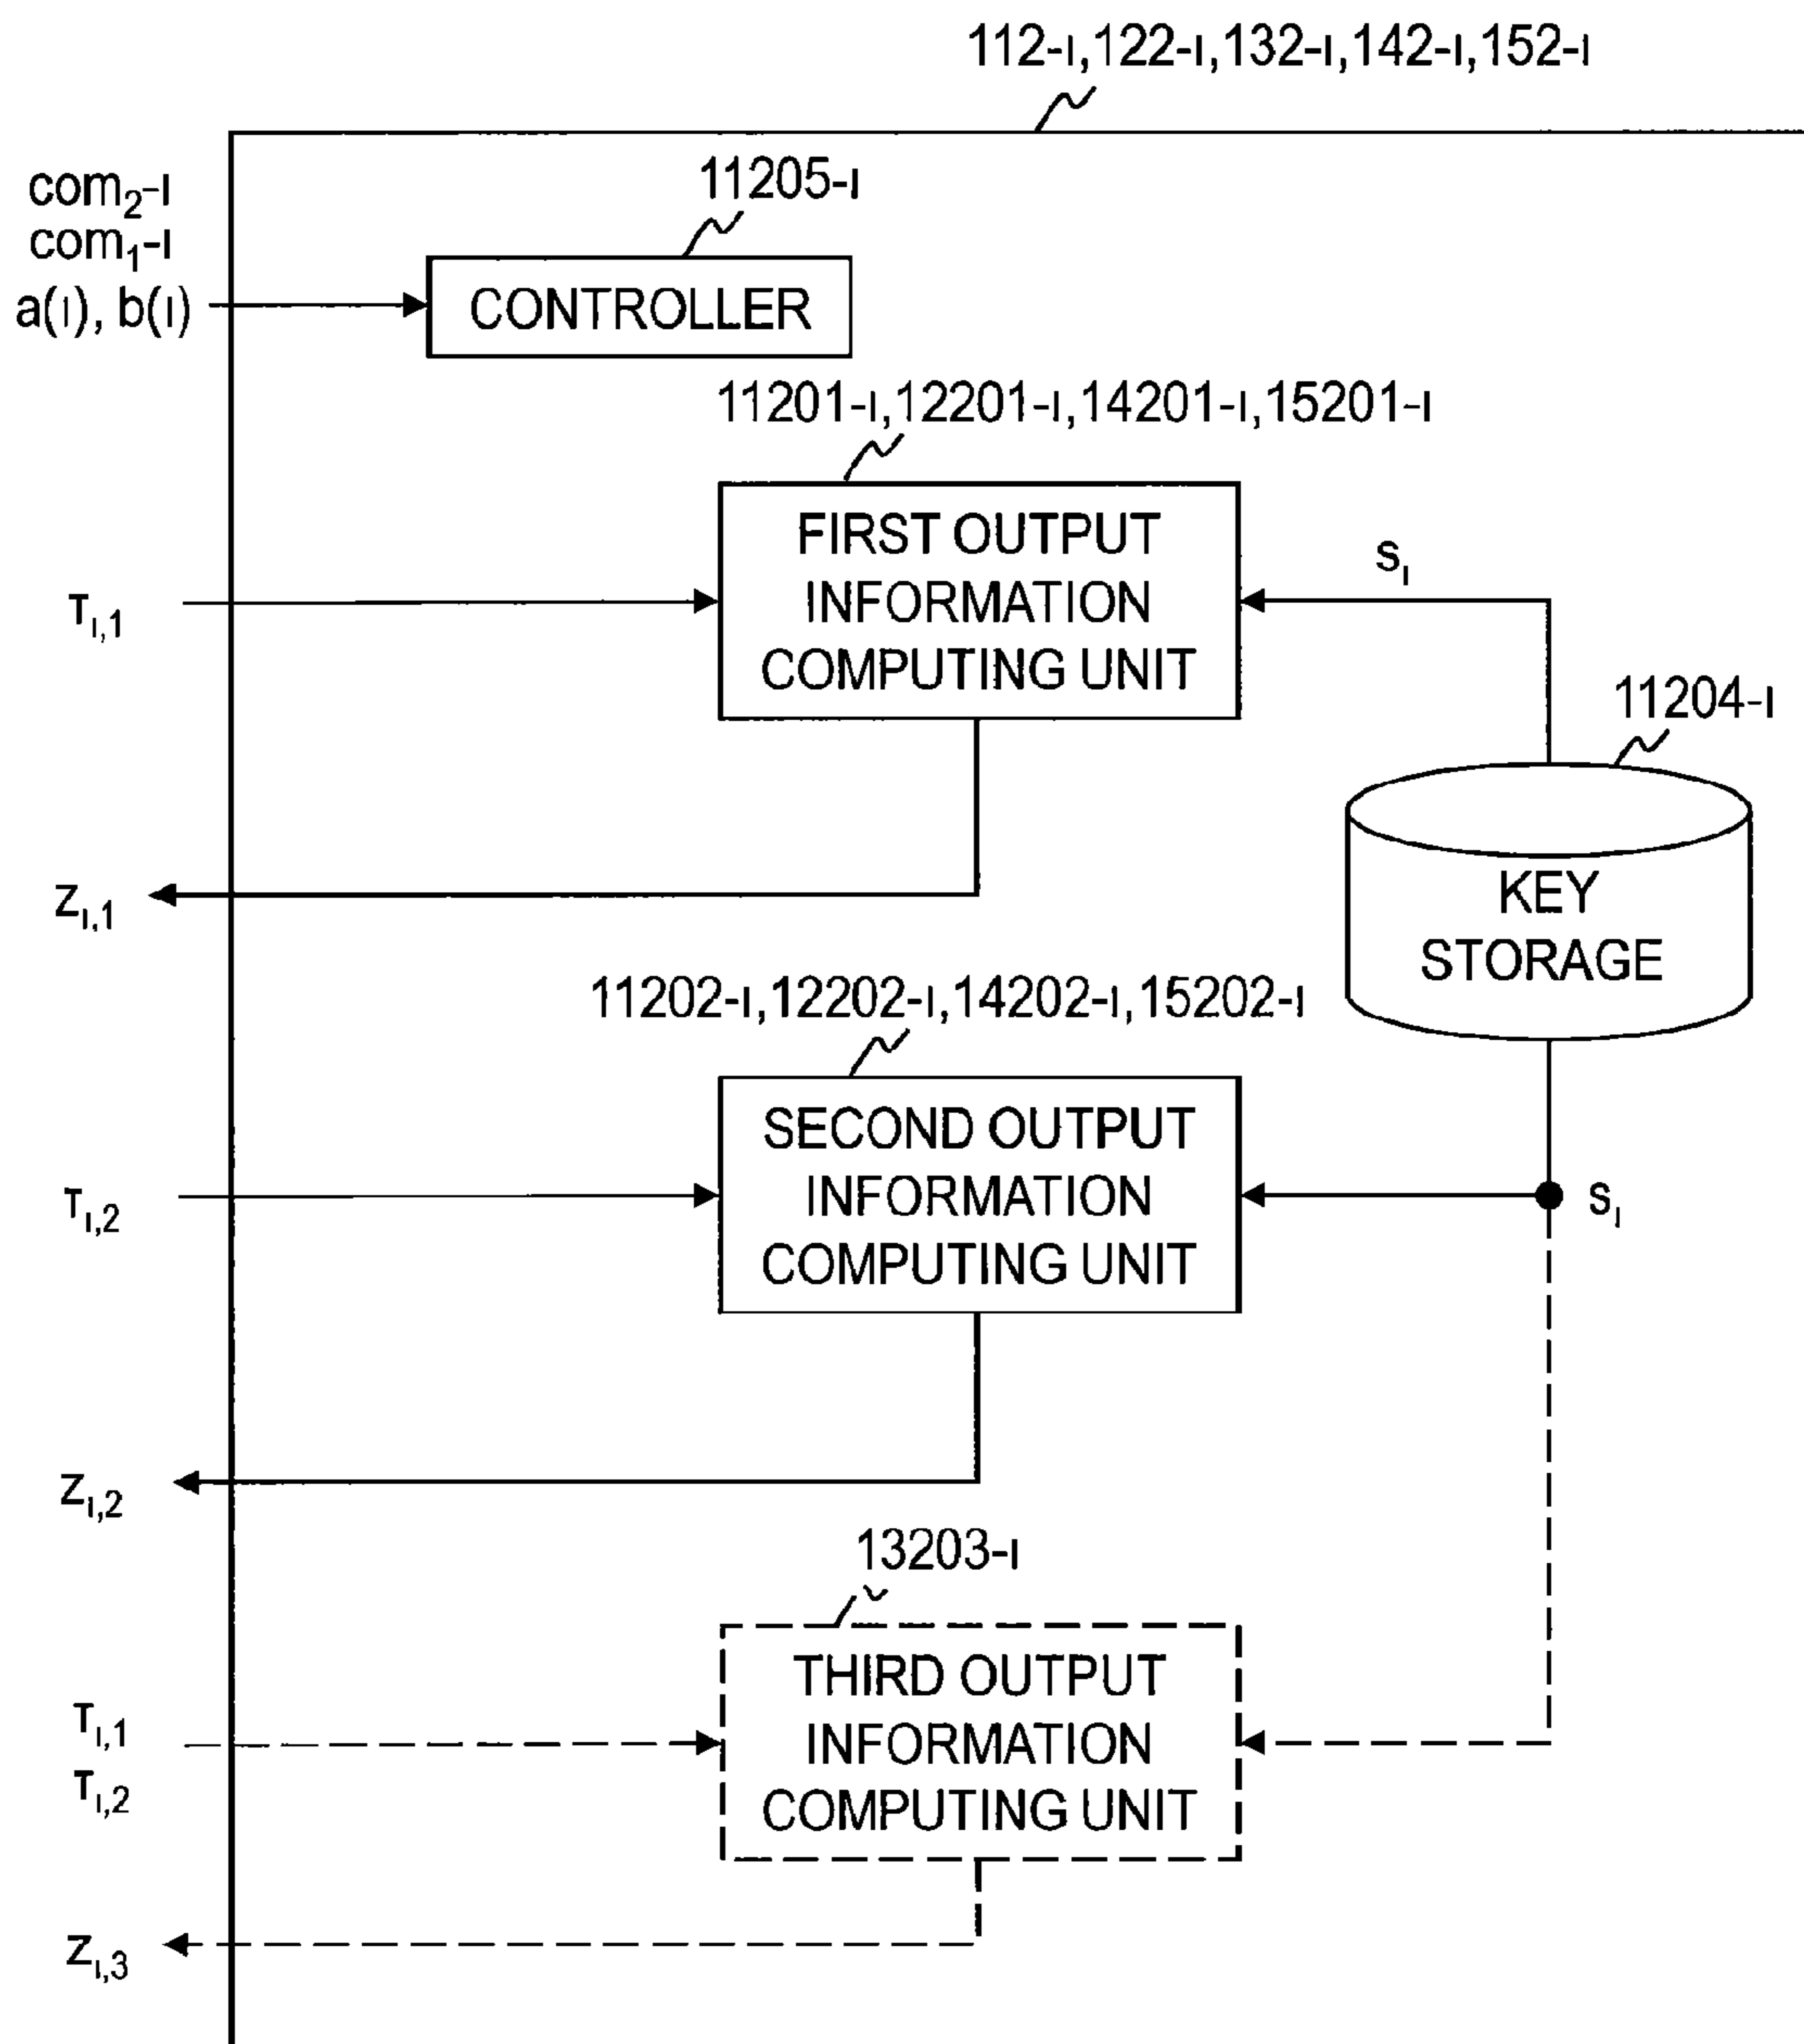 112-ι,122-ι,132-ι,142-ι,152-ι
com₂-ι
com₁-ι
a(ι), b(ι)
11205-ι
CONTROLLER
11201-ι,12201-ι,14201-ι,15201-ι
FIRST OUTPUT
INFORMATION
COMPUTING UNIT
τι,1
sι
11204-ι
KEY
STORAGE
zι,1
11202-ι,12202-ι,14202-ι,15202-ι
SECOND OUTPUT
INFORMATION
COMPUTING UNIT
τι,2
sι
zι,2
13203-ι
THIRD OUTPUT
INFORMATION
COMPUTING UNIT
τι,1
τι,2
zι,3